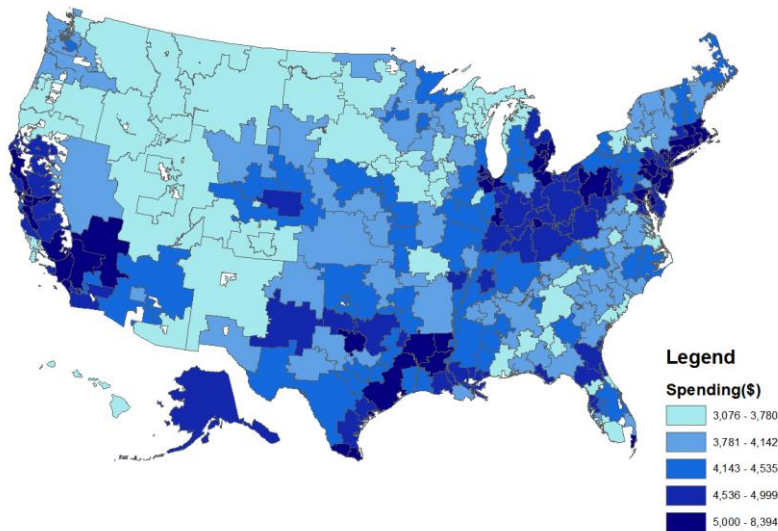 Legend
Spending($)
3,076 - 3,780
3,781 - 4,142
4,143 - 4,535
4,536 - 4,999
5,000 - 8,394